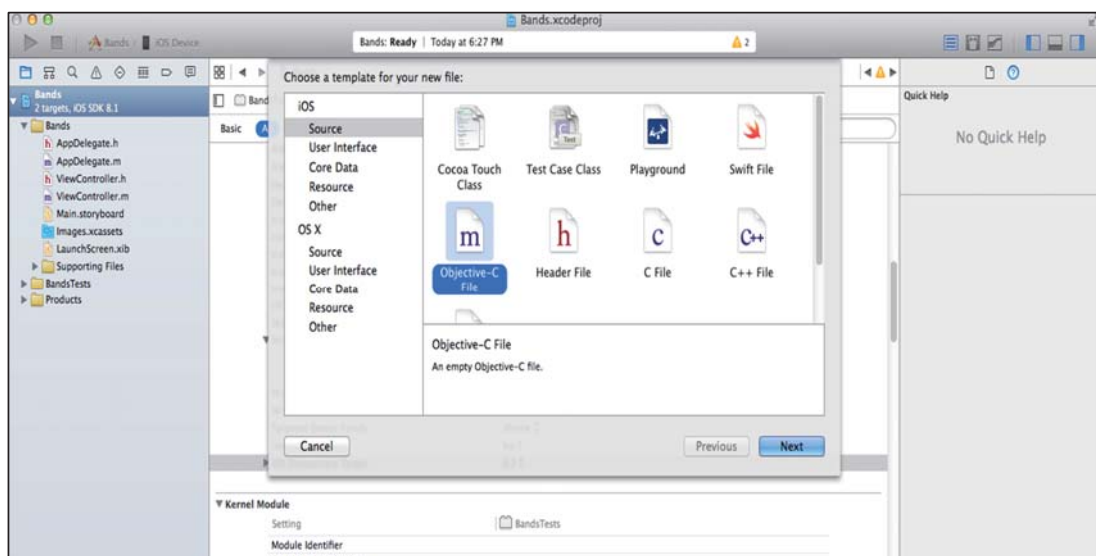 Bands.xcodeproj
Bands
iOS Device
Bands: Ready | Today at 6:27 PM
2
Bands
2 targets, iOS SDK 8.1
Bands
h AppDelegate.h
m AppDelegate.m
h ViewController.h
m ViewController.m
Main.storyboard
Images.xcassets
LaunchScreen.xib
Supporting Files
BandsTests
Products
Band
Basic
Choose a template for your new file:
iOS
Source
User Interface
Core Data
Resource
Other
OS X
Source
User Interface
Core Data
Resource
Other
Cocoa Touch
Class
Text
Test Case Class
Playground
Swift File
m
Objective-C
File
h
Header File
c
C File
C++
C++ File
Objective-C File
An empty Objective-C file.
Cancel
Previous
Next
Quick Help
No Quick Help
Kernel Module
Setting
BandsTests
Module Identifier